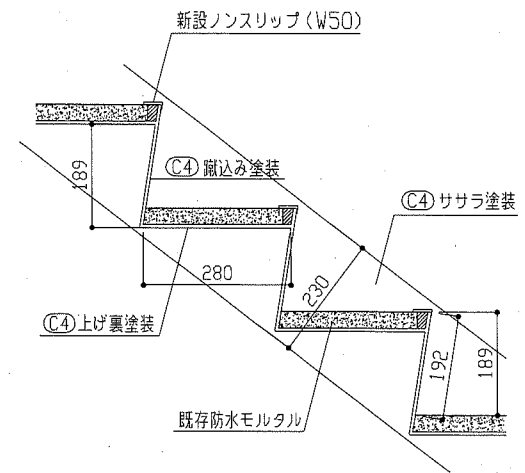 新設ノンスリップ(W50)
189
C4 蹴込み塗装
C4 ササラ塗装
280
230
C4 上げ裏塗装
192
189
既存防水モルタル